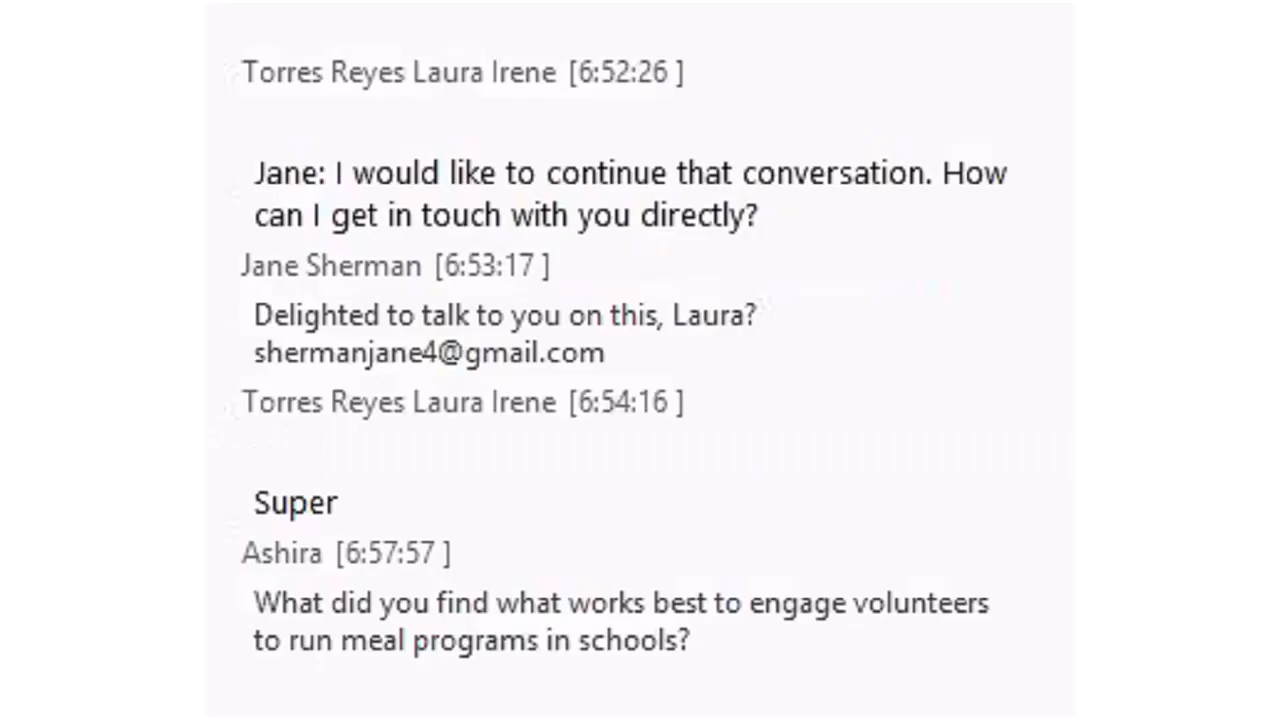 Torres Reyes Laura Irene [6:52:26 ]
Jane: I would like to continue that conversation. How
can I get in touch with you directly?
Jane Sherman [6:53:17 ]
Delighted to talk to you on this, Laura?
shermanjane4@gmail.com
Torres Reyes Laura Irene [6:54:16 ]
Super
Ashira [6:57:57 ]
What did you find what works best to engage volunteers
to run meal programs in schools?